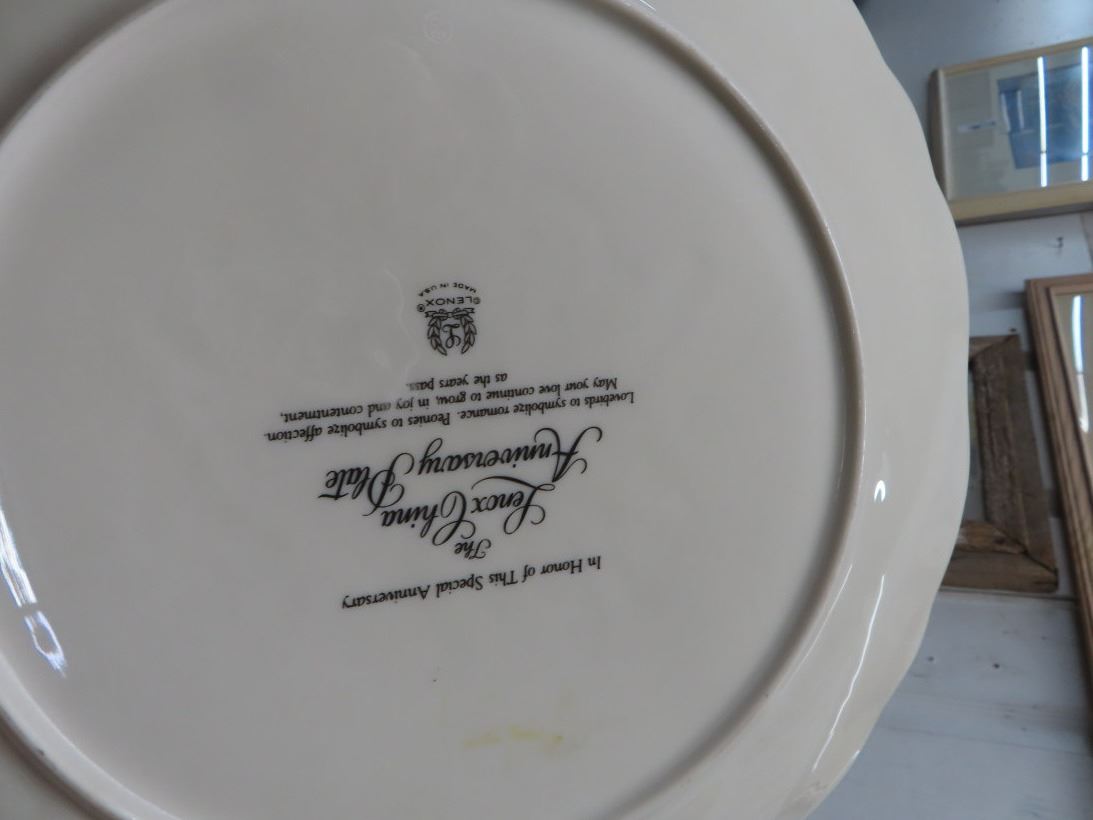 In Honor of This Special Anniversary
The
Lenox China
Anniversary Plate
Lovebirds to symbolize romance. Peonies to symbolize affection.
May your love continue to grow, in joy and contentment,
as the years pass.
L
© LENOX ®
MADE IN USA